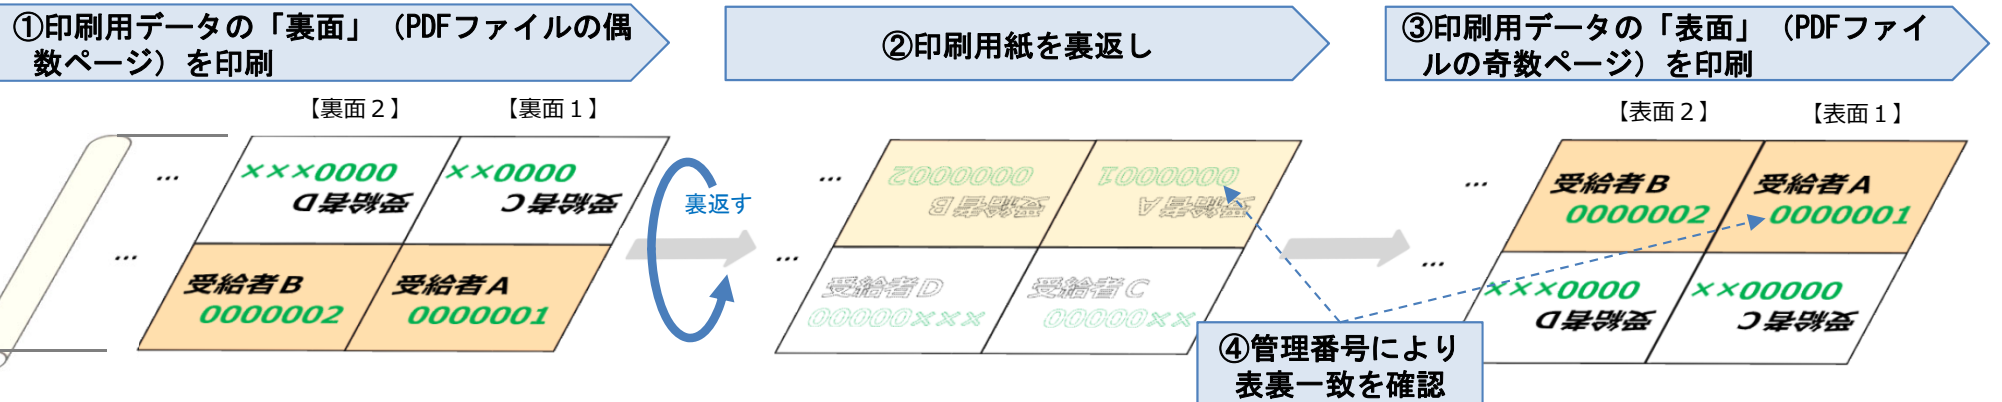 ①印刷用データの「裏面」（PDFファイルの偶
数ページ）を印刷
【裏面２】
【裏面１】
…
×××0000
受給者D
××0000
受給者C
…
受給者B
0000002
受給者A
0000001
裏返す
②印刷用紙を裏返し
…
0000002
受給者B
0000001
受給者A
…
受給者D
00000×××
受給者C
00000××
③印刷用データの「表面」（PDFファイ
ルの奇数ページ）を印刷
【表面２】
【表面１】
…
受給者B
0000002
受給者A
0000001
…
×××0000
受給者D
××00000
受給者C
④管理番号により
表裏一致を確認